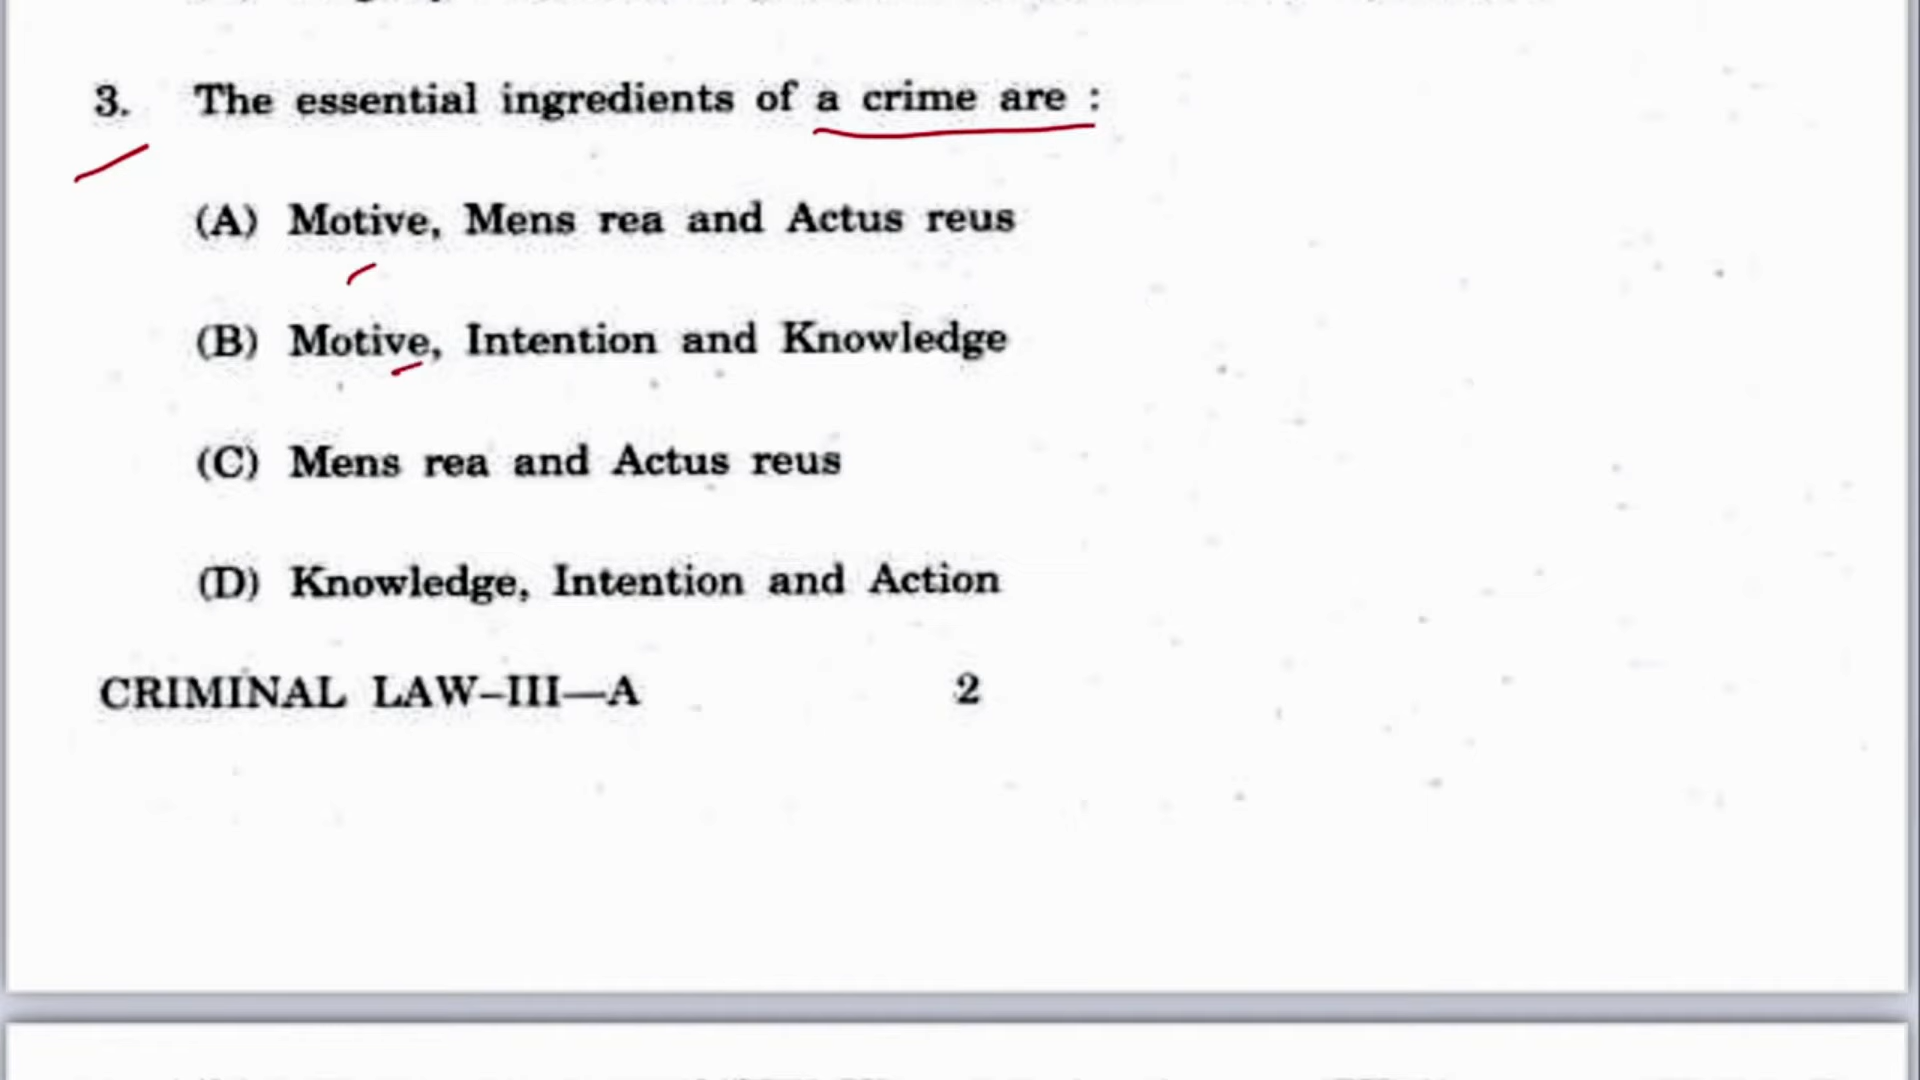 3. The essential ingredients of a crime are :
(A) Motive, Mens rea and Actus reus
(B) Motive, Intention and Knowledge
(C) Mens rea and Actus reus
(D) Knowledge, Intention and Action
CRIMINAL LAW–III—A 2